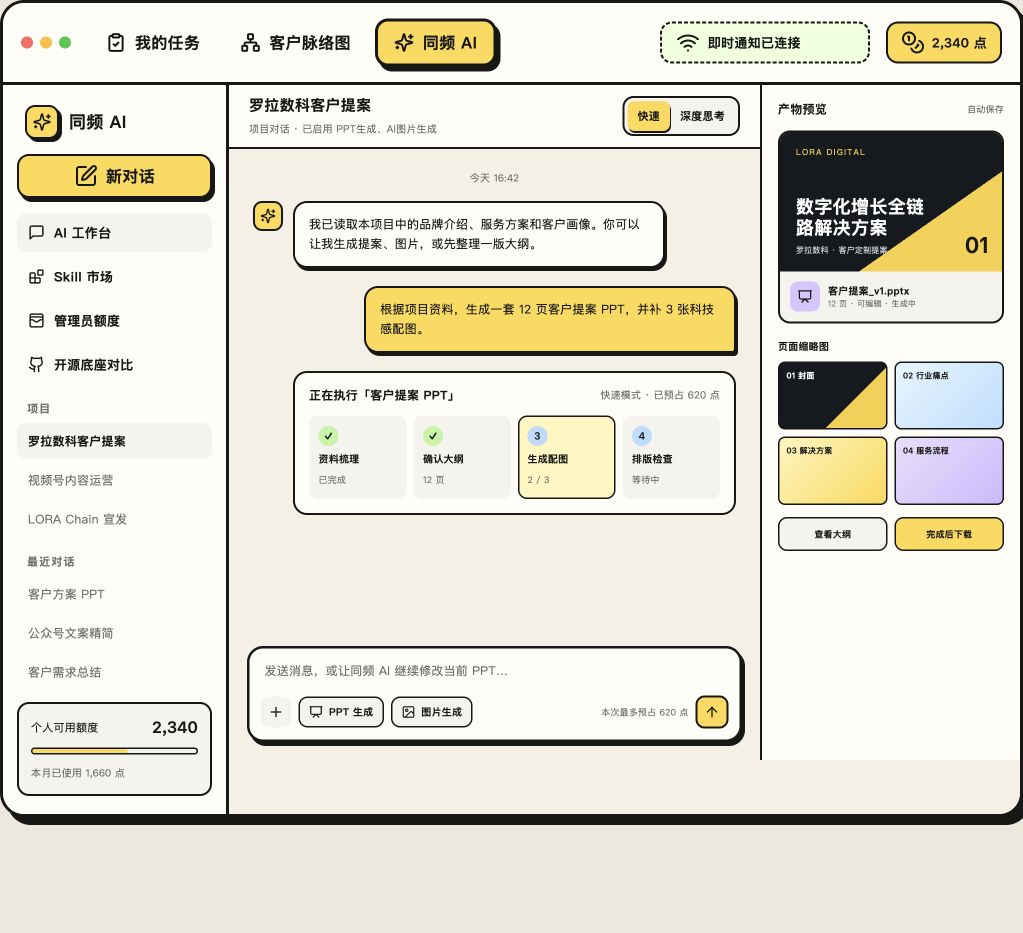 我的任务
客户脉络图
同频 AI
即时通知已连接
2,340 点
同频 AI
新对话
AI 工作台
Skill 市场
管理员额度
开源底座对比
项目
罗拉数科客户提案
视频号内容运营
LORA Chain 宣发
最近对话
客户方案 PPT
公众号文案精简
客户需求总结
个人可用额度
2,340
本月已使用 1,660 点
罗拉数科客户提案
项目对话 · 已启用 PPT生成、AI图片生成
快速
深度思考
今天 16:42
我已读取本项目中的品牌介绍、服务方案和客户画像。你可以
让我生成提案、图片，或先整理一版大纲。
根据项目资料，生成一套 12 页客户提案 PPT，并补 3 张科技
感配图。
正在执行「客户提案 PPT」
快速模式 · 已预占 620 点
资料梳理
已完成
确认大纲
12 页
3
生成配图
2 / 3
4
排版检查
等待中
发送消息，或让同频 AI 继续修改当前 PPT...
PPT 生成
图片生成
本次最多预占 620 点
产物预览
自动保存
LORA DIGITAL
数字化增长全链
路解决方案
罗拉数科 · 客户定制提案
01
客户提案_v1.pptx
12 页 · 可编辑 · 生成中
页面缩略图
01 封面
02 行业痛点
03 解决方案
04 服务流程
查看大纲
完成后下载